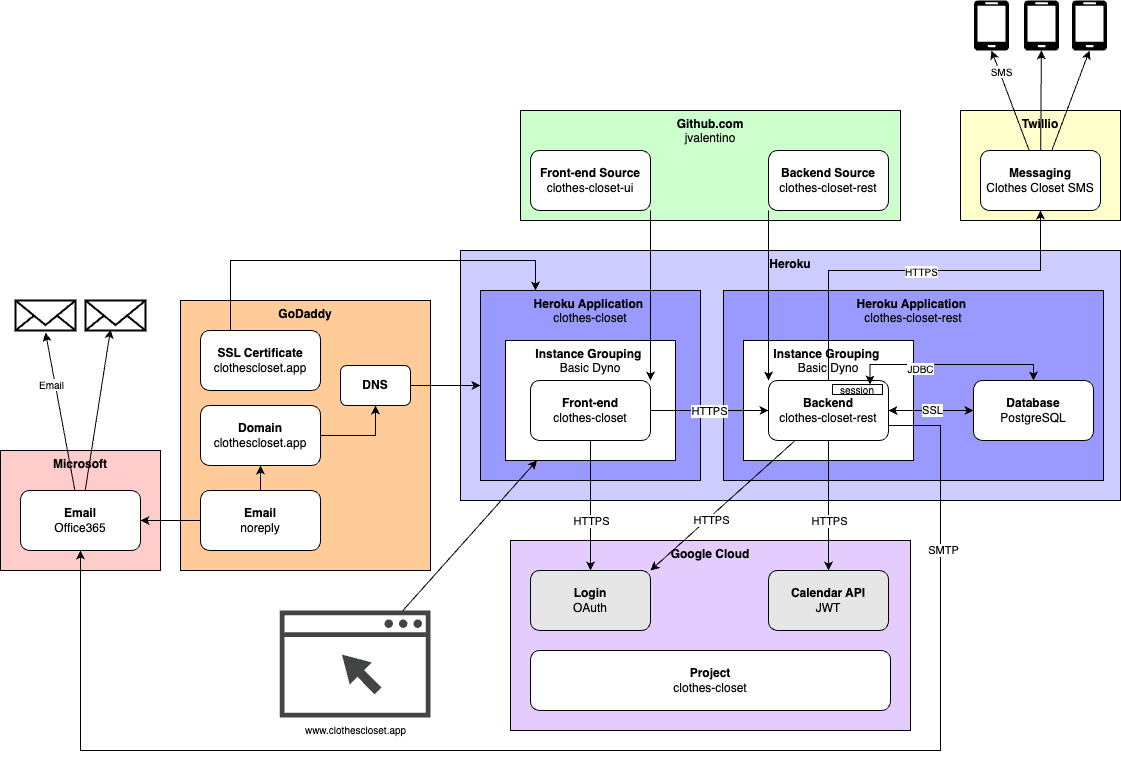 SMS
Github.com
jvalentino
Front-end Source
clothes-closet-ui
Backend Source
clothes-closet-rest
Twillio
Messaging
Clothes Closet SMS
Heroku
HTTPS
Heroku Application
clothes-closet
Instance Grouping
Basic Dyno
Front-end
clothes-closet
HTTPS
Heroku Application
clothes-closet-rest
Instance Grouping
Basic Dyno
session
Backend
clothes-closet-rest
JDBC
SSL
Database
PostgreSQL
GoDaddy
SSL Certificate
clothescloset.app
DNS
Domain
clothescloset.app
Email
noreply
Email
Microsoft
Email
Office365
HTTPS
HTTPS
HTTPS
SMTP
Google Cloud
Login
OAuth
Calendar API
JWT
Project
clothes-closet
www.clothescloset.app